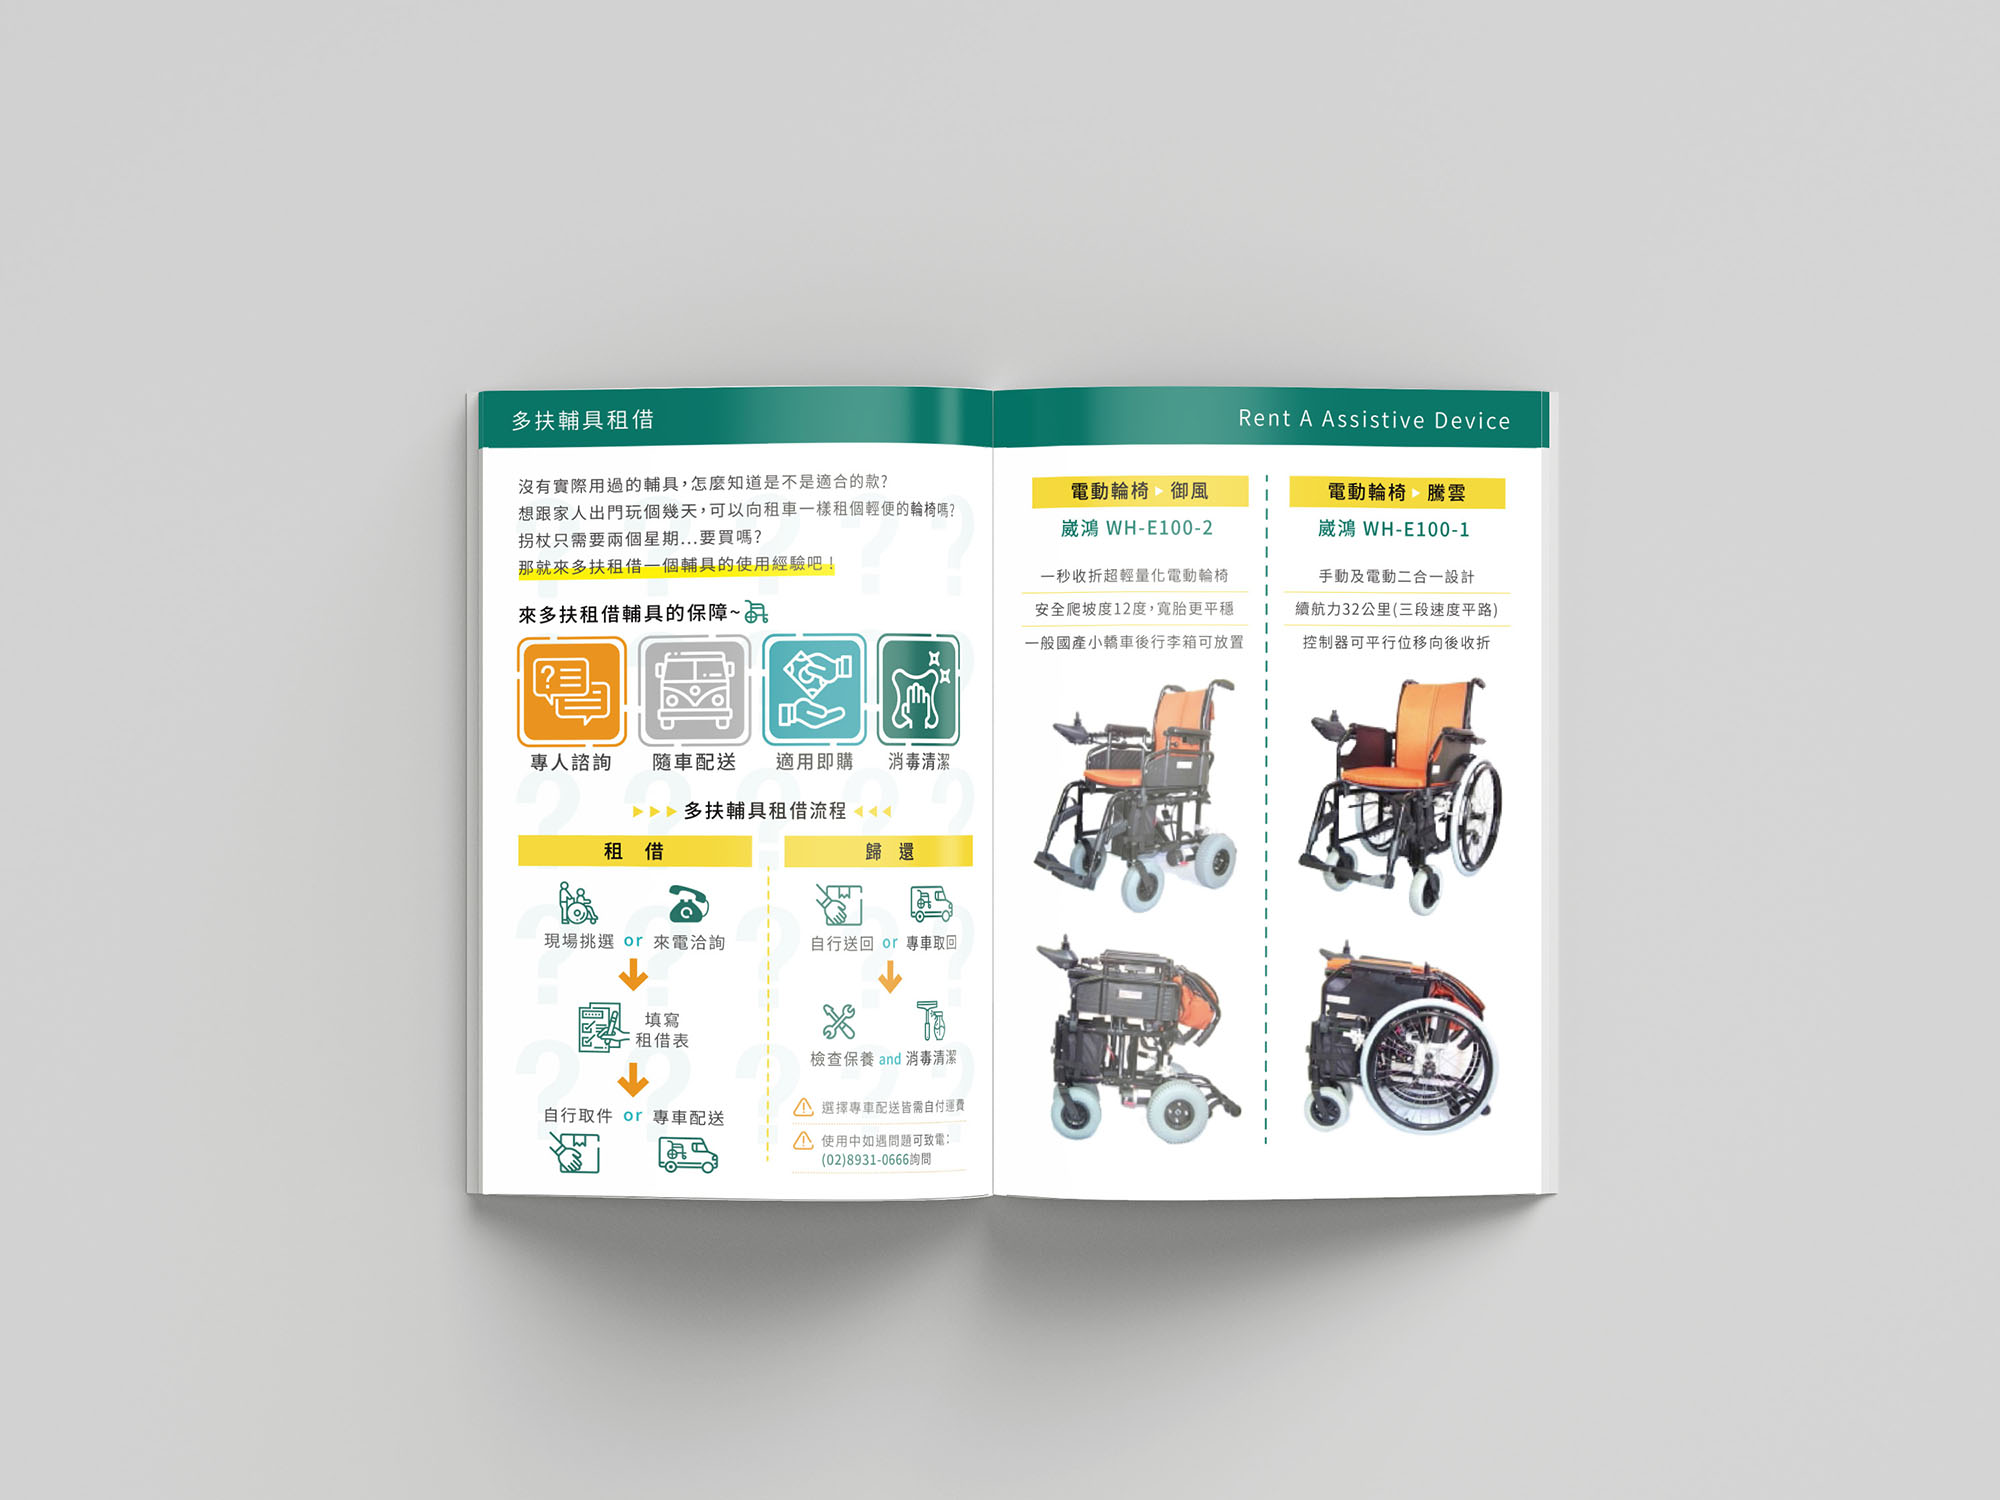 多扶輔具租借
沒有實際用過的輔具，怎麼知道是不是適合的款?
想跟家人出門玩個幾天，可以向租車一樣租個輕便的輪椅嗎?
拐杖只需要兩個星期...要買嗎?
那就來多扶租借一個輔具的使用經驗吧！
來多扶租借輔具的保障~
專人諮詢
隨車配送
適用即購
消毒清潔
多扶輔具租借流程
租 借
現場挑選 or 來電洽詢
填寫
租借表
自行取件 or 專車配送
歸 還
自行送回 or 專車取回
檢查保養 and 消毒清潔
選擇專車配送皆需自付運費
使用中如遇問題可致電：
(02)8931-0666詢問
Rent A Assistive Device
電動輪椅 御風
崴鴻 WH-E100-2
一秒收折超輕量化電動輪椅
安全爬坡度12度，寬胎更平穩
一般國產小轎車後行李箱可放置
電動輪椅 騰雲
崴鴻 WH-E100-1
手動及電動二合一設計
續航力32公里(三段速度平路)
控制器可平行位移向後收折